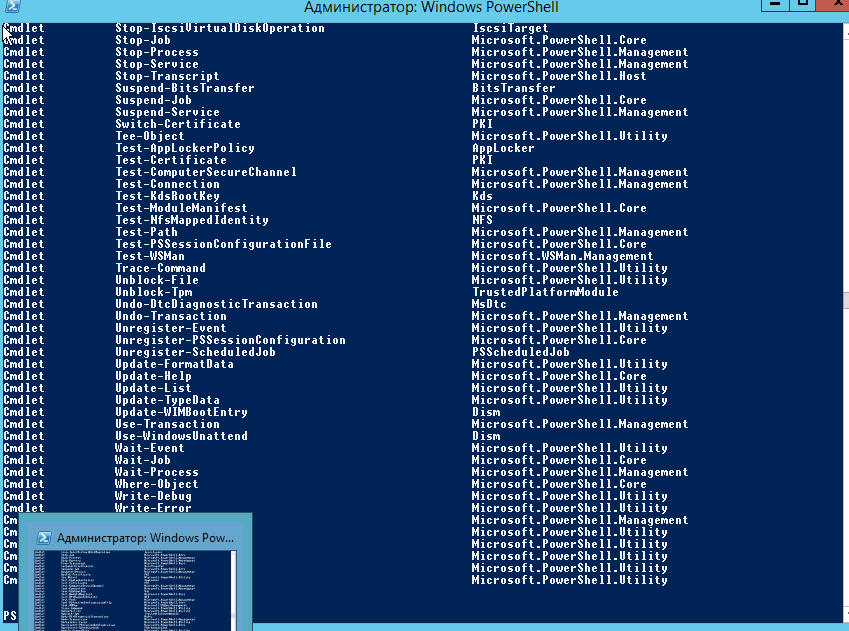 Администратор: Windows PowerShell
Cmdlet Stop-IscsiVirtualDiskOperation IscsiTarget
Cmdlet Stop-Job Microsoft.PowerShell.Core
Cmdlet Stop-Process Microsoft.PowerShell.Management
Cmdlet Stop-Service Microsoft.PowerShell.Management
Cmdlet Stop-Transcript Microsoft.PowerShell.Host
Cmdlet Suspend-BitsTransfer BitsTransfer
Cmdlet Suspend-Job Microsoft.PowerShell.Core
Cmdlet Suspend-Service Microsoft.PowerShell.Management
Cmdlet Switch-Certificate PKI
Cmdlet Tee-Object Microsoft.PowerShell.Utility
Cmdlet Test-AppLockerPolicy AppLocker
Cmdlet Test-Certificate PKI
Cmdlet Test-ComputerSecureChannel Microsoft.PowerShell.Management
Cmdlet Test-Connection Microsoft.PowerShell.Management
Cmdlet Test-KdsRootKey Kds
Cmdlet Test-ModuleManifest Microsoft.PowerShell.Core
Cmdlet Test-NfsMappedIdentity NFS
Cmdlet Test-Path Microsoft.PowerShell.Management
Cmdlet Test-PSSessionConfigurationFile Microsoft.PowerShell.Core
Cmdlet Test-WSMan Microsoft.WSMan.Management
Cmdlet Trace-Command Microsoft.PowerShell.Utility
Cmdlet Unblock-File Microsoft.PowerShell.Utility
Cmdlet Unblock-Tpm TrustedPlatformModule
Cmdlet Undo-DtcDiagnosticTransaction MsDtc
Cmdlet Undo-Transaction Microsoft.PowerShell.Management
Cmdlet Unregister-Event Microsoft.PowerShell.Utility
Cmdlet Unregister-PSSessionConfiguration Microsoft.PowerShell.Core
Cmdlet Unregister-ScheduledJob PSScheduledJob
Cmdlet Update-FormatData Microsoft.PowerShell.Utility
Cmdlet Update-Help Microsoft.PowerShell.Core
Cmdlet Update-List Microsoft.PowerShell.Utility
Cmdlet Update-TypeData Microsoft.PowerShell.Utility
Cmdlet Update-WIMBootEntry Dism
Cmdlet Use-Transaction Microsoft.PowerShell.Management
Cmdlet Use-WindowsUnattend Dism
Cmdlet Wait-Event Microsoft.PowerShell.Utility
Cmdlet Wait-Job Microsoft.PowerShell.Core
Cmdlet Wait-Process Microsoft.PowerShell.Management
Cmdlet Where-Object Microsoft.PowerShell.Core
Cmdlet Write-Debug Microsoft.PowerShell.Utility
Cmdlet Write-Error Microsoft.PowerShell.Utility
Cm Microsoft.PowerShell.Management
Cm Microsoft.PowerShell.Utility
Администратор: Windows Pow...
Cm Microsoft.PowerShell.Utility
Cm Microsoft.PowerShell.Utility
Cm Microsoft.PowerShell.Utility
Cm Microsoft.PowerShell.Utility
PS